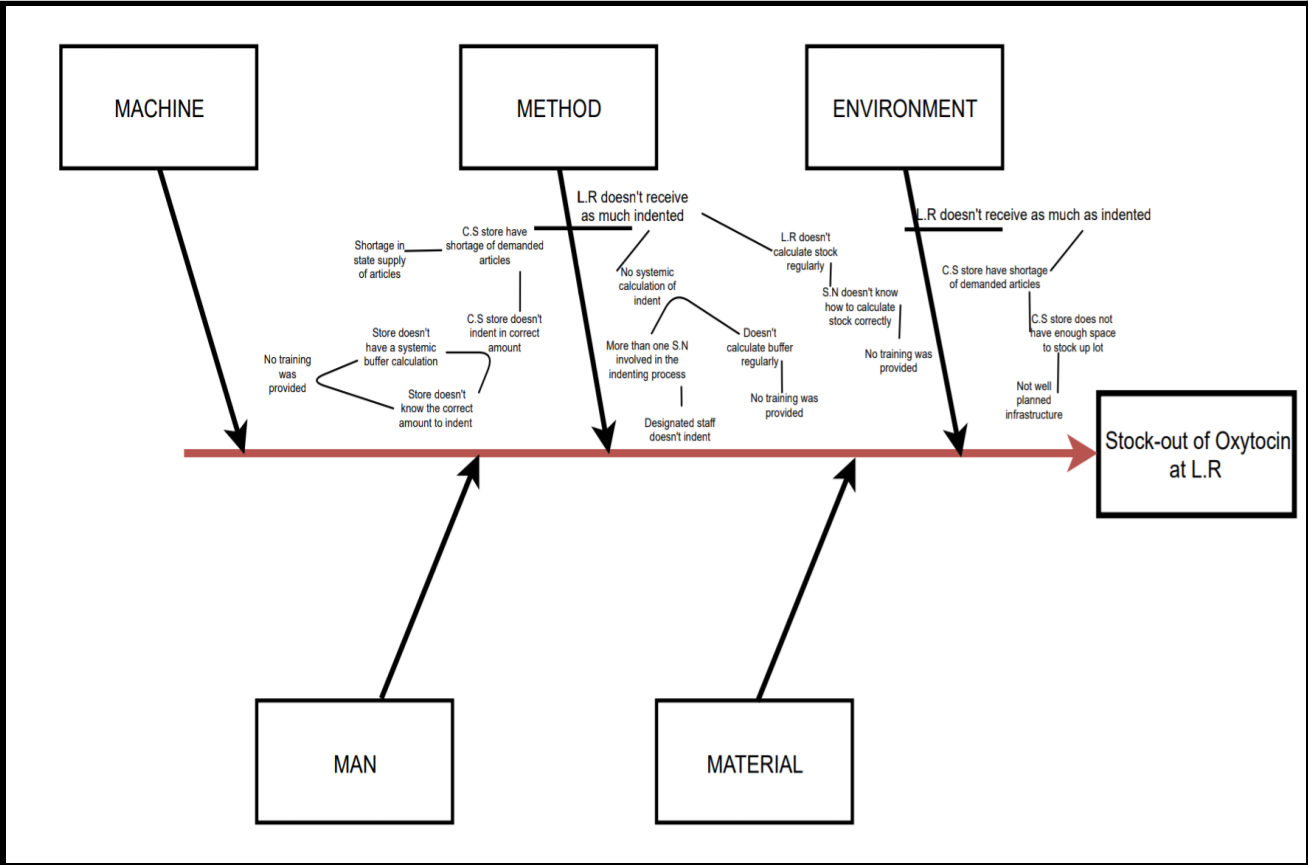 MACHINE
METHOD
ENVIRONMENT
L.R doesn't receive
as much indented
L.R doesn't receive as much as indented
Shortage in
state supply
of articles
C.S store have
shortage of demanded
articles
No systemic
calculation of
indent
L.R doesn't
calculate stock
regularly
C.S store have shortage
of demanded articles
S.N doesn't know
how to calculate
stock correctly
C.S store doesn't
indent in correct
amount
C.S store does not
have enough space
to stock up lot
Store doesn't
have a systemic
buffer calculation
No training
was
provided
Store doesn't
know the correct
amount to indent
More than one S.N
involved in the
indenting process
Doesn't
calculate buffer
regularly
No training was
provided
No training was
provided
Designated staff
doesn't indent
Not well
planned
infrastructure
Stock-out of Oxytocin
at L.R
MAN
MATERIAL